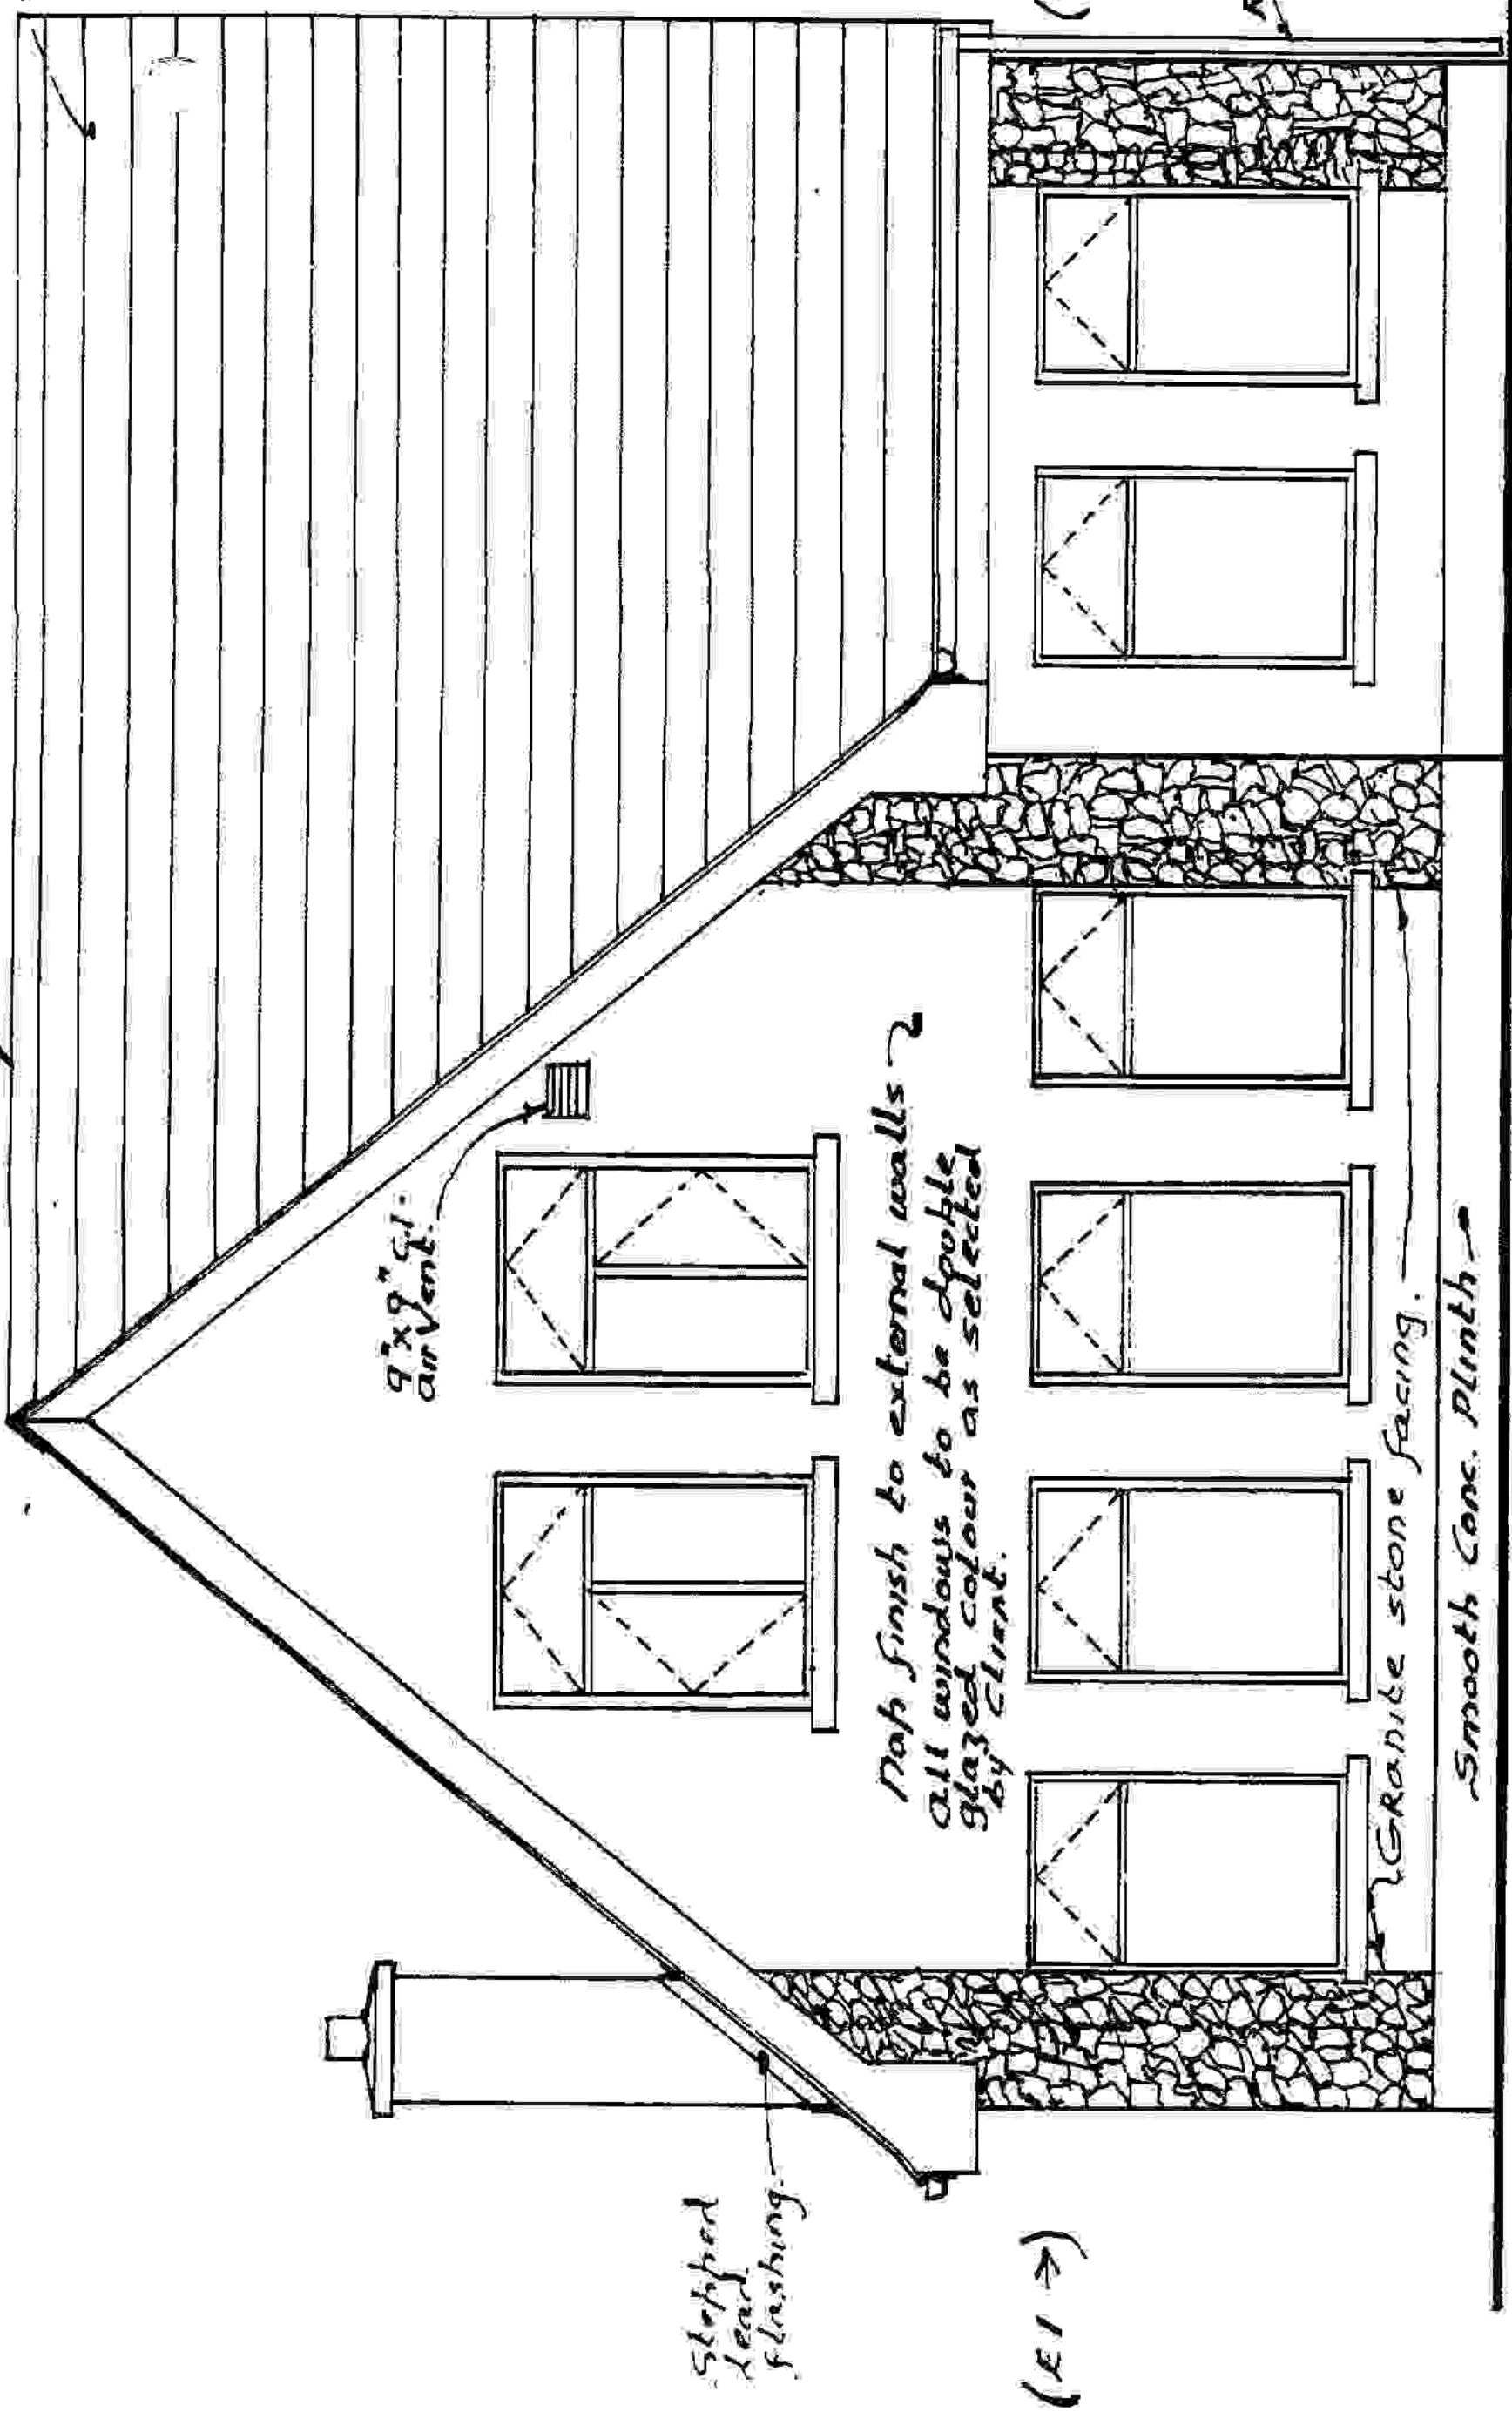 9"x9" C.I.
air vent.
Stepped
lead
flashing
Nap finish to external walls
all windows to be double
glazed colour as selected
by client.
(E1 →)
Granite stone facing.
Smooth Conc. Plinth